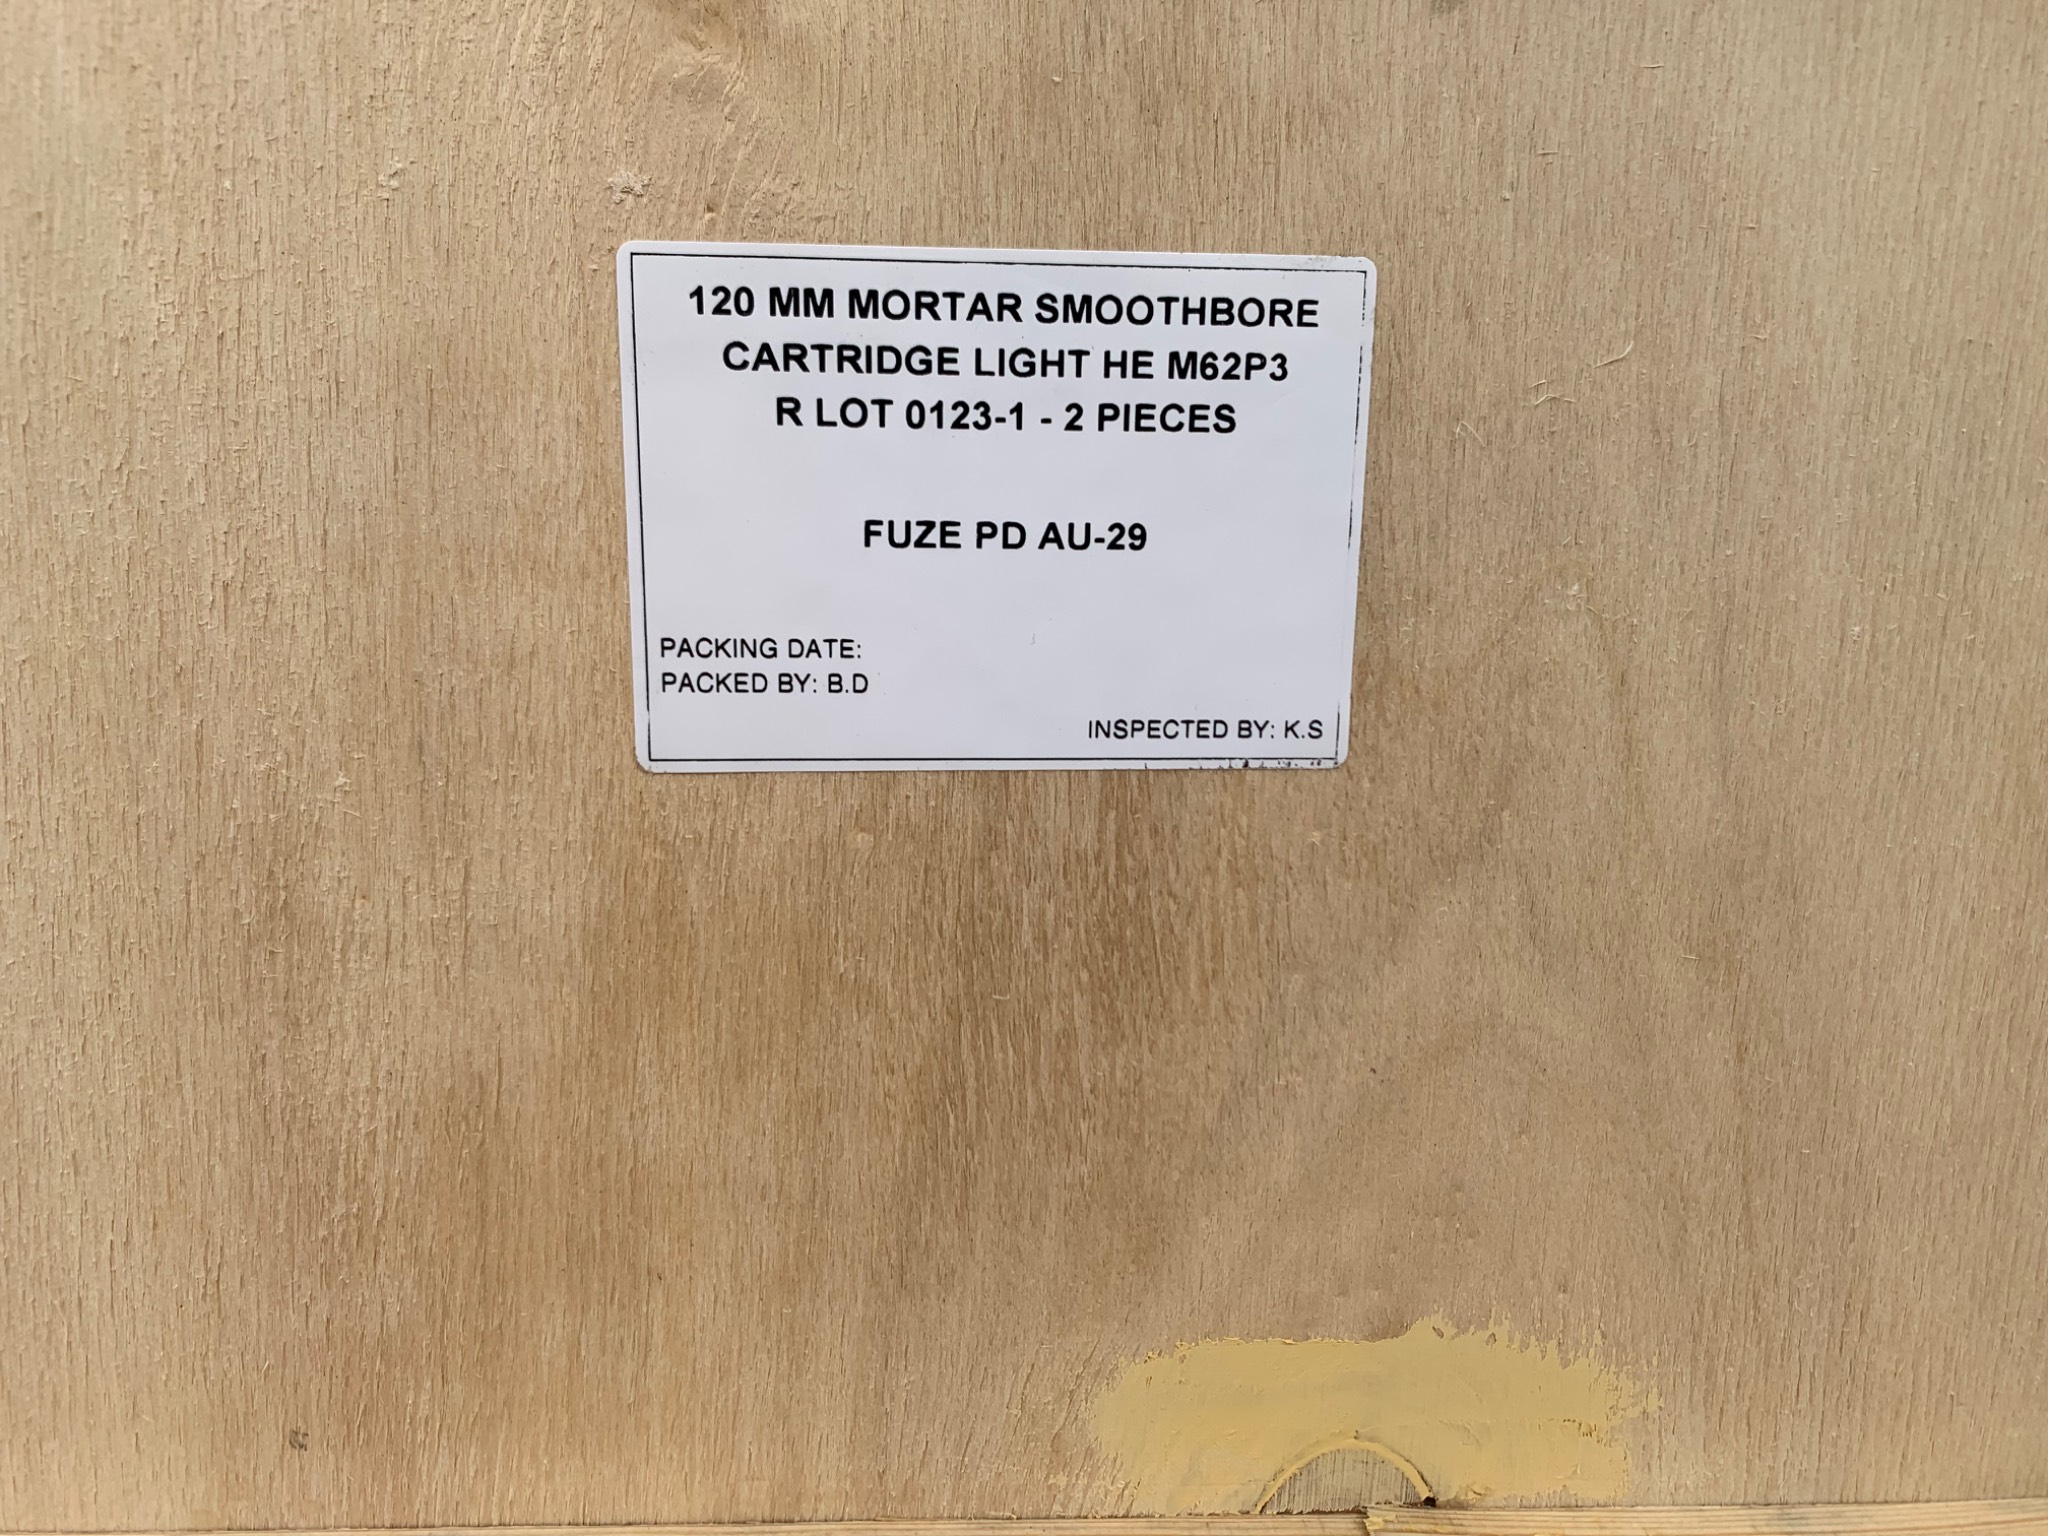 120 MM MORTAR SMOOTHBORE
CARTRIDGE LIGHT HE M62P3
R LOT 0123-1 - 2 PIECES
FUZE PD AU-29
PACKING DATE:
PACKED BY: B.D
INSPECTED BY: K.S